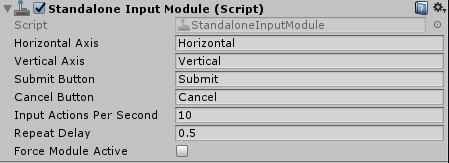 Standalone Input Module (Script)
Script StandaloneInputModule
Horizontal Axis Horizontal
Vertical Axis Vertical
Submit Button Submit
Cancel Button Cancel
Input Actions Per Second 10
Repeat Delay 0.5
Force Module Active